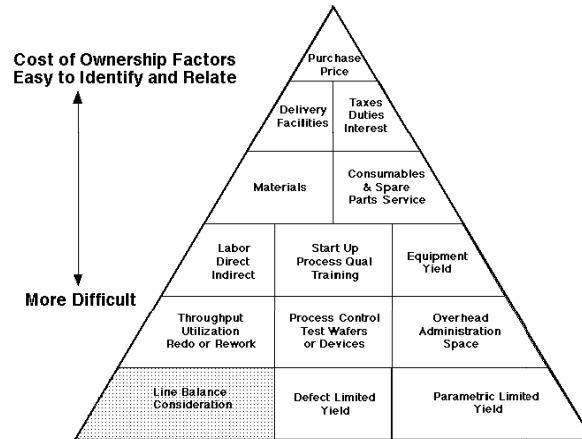 Cost of Ownership Factors
Easy to Identify and Relate
More Difficult
Purchase
Price
Delivery
Facilities
Taxes
Duties
Interest
Materials
Consumables
& Spare
Parts Service
Labor
Direct
Indirect
Start Up
Process Qual
Training
Equipment
Yield
Throughput
Utilization
Redo or Rework
Process Control
Test Wafers
or Devices
Overhead
Administration
Space
Line Balance
Consideration
Defect Limited
Yield
Parametric Limited
Yield